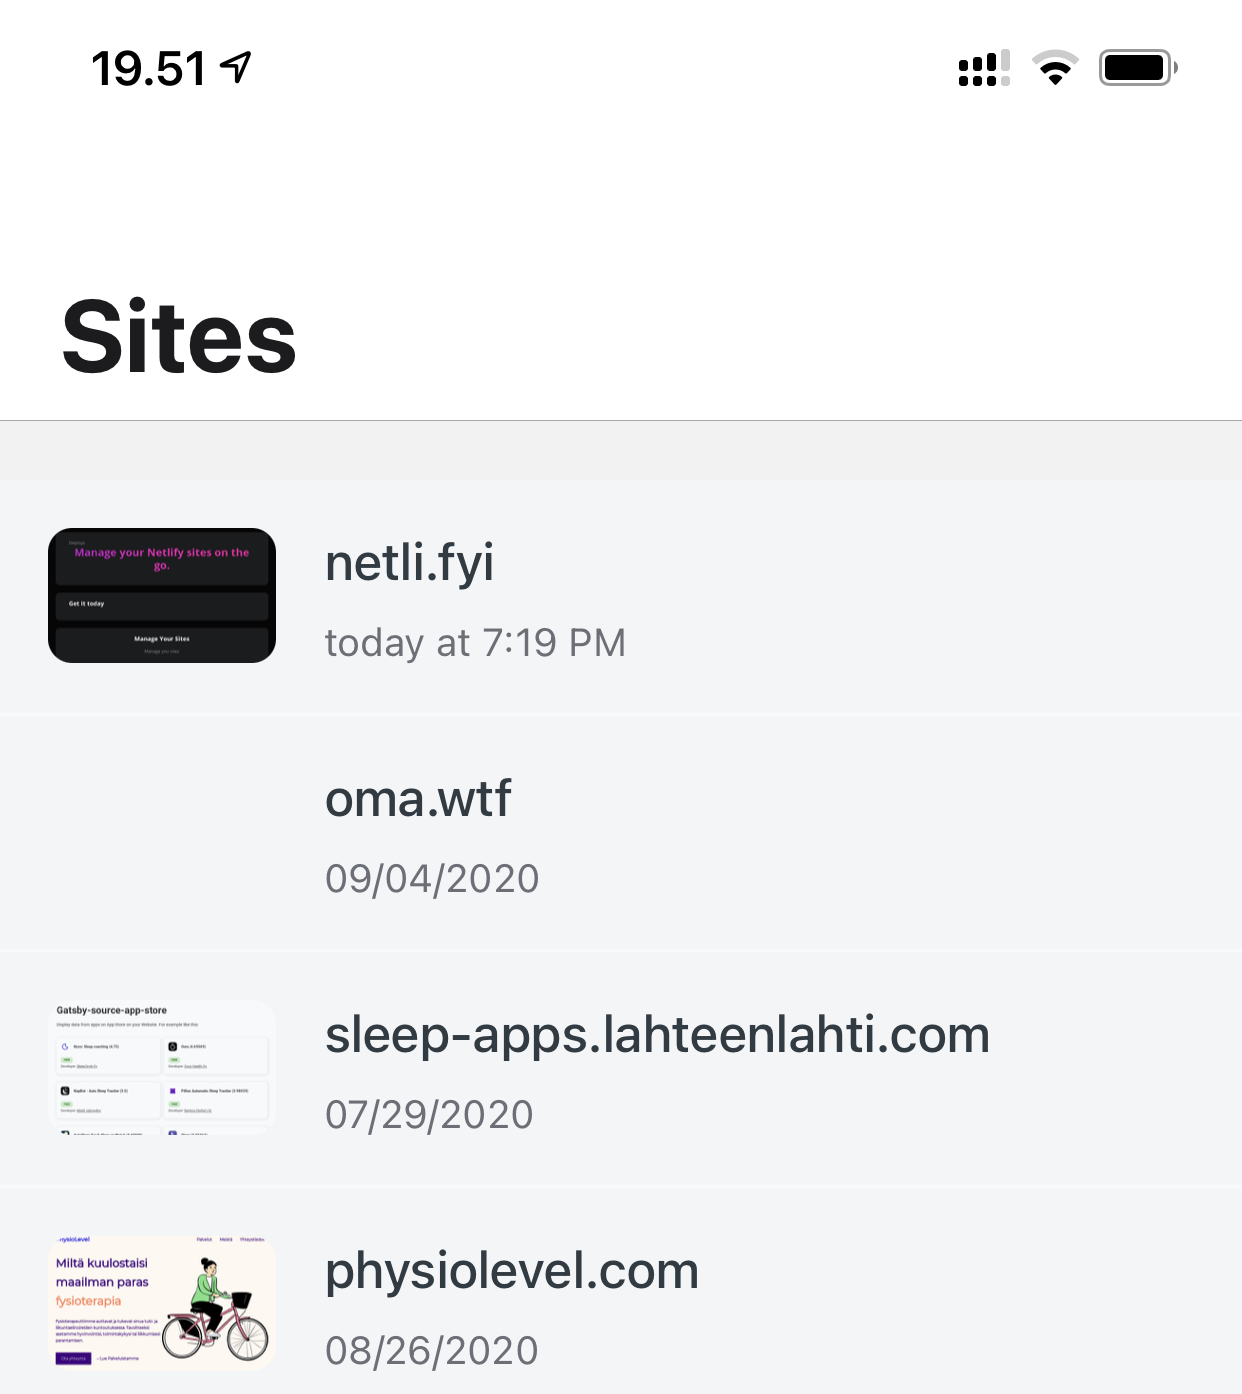 19.51
Sites
Manage your Netlify sites on the
go.
Get it today
Manage Your Sites
netli.fyi
today at 7:19 PM
oma.wtf
09/04/2020
Gatsby-source-app-store
sleep-apps.lahteenlahti.com
07/29/2020
Miltä kuulostaisi
maailman paras
fysioterapia
physiolevel.com
08/26/2020